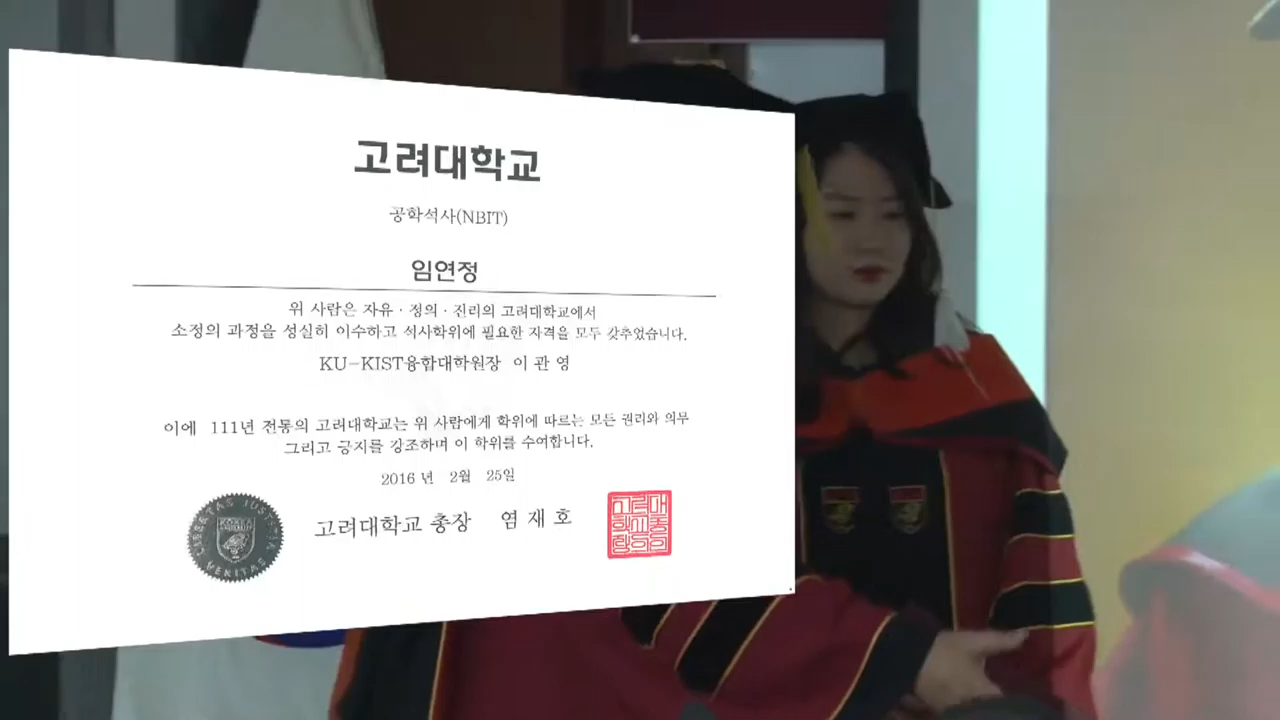 고려대학교
공학석사(NBIT)
임연정
위 사람은 자유 · 정의 · 진리의 고려대학교에서
소정의 과정을 성실히 이수하고 석사학위에 필요한 자격을 모두 갖추었습니다.
KU-KIST융합대학원장 이 관 영
이에 111년 전통의 고려대학교는 위 사람에게 학위에 따르는 모든 권리와 의무
그리고 긍지를 강조하며 이 학위를 수여합니다.
2016 년 2월 25일
고려대학교 총장 염 재 호
VERITAS